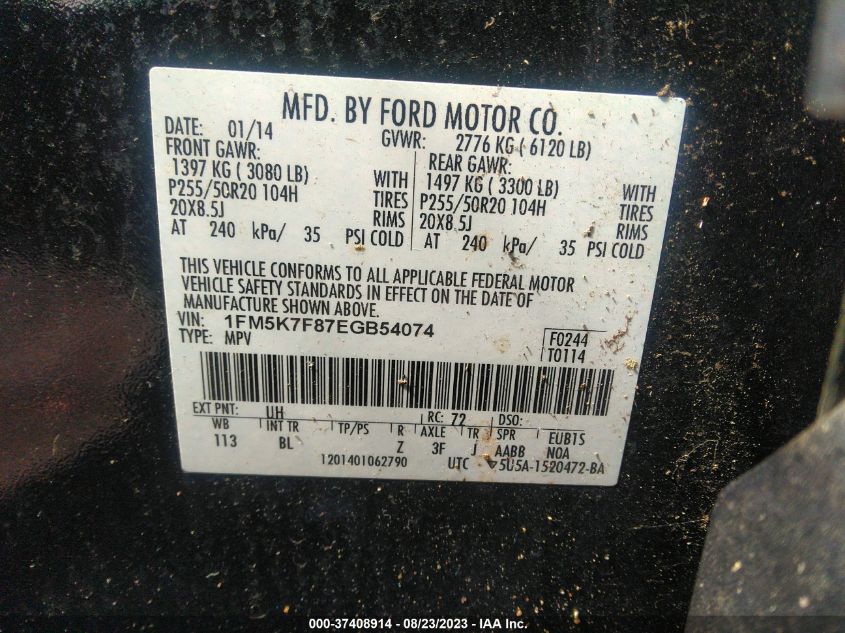 MFD. BY FORD MOTOR CO.
DATE: 01/14 GVWR: 2776 KG ( 6120 LB)
FRONT GAWR: REAR GAWR:
1397 KG ( 3080 LB) WITH 1497 KG ( 3300 LB) WITH
P255/50R20 104H TIRES P255/50R20 104H TIRES
20X8.5J RIMS 20X8.5J RIMS
AT 240 kPa/ 35 PSI COLD AT 240 kPa/ 35 PSI COLD
THIS VEHICLE CONFORMS TO ALL APPLICABLE FEDERAL MOTOR
VEHICLE SAFETY STANDARDS IN EFFECT ON THE DATE OF
MANUFACTURE SHOWN ABOVE.
VIN: 1FM5K7F87EGB54074 F0244
TYPE: MPV T0114
EXT PNT: UH RC: 72 DSO:
WB INT TR TP/PS R AXLE TR SPR EUB1S
113 BL Z 3F J AABB NOA
1201401062790 UTC ▼5U5A-1520472-BA
000-37408914 - 08/23/2023 - WWW.IAAI.COM